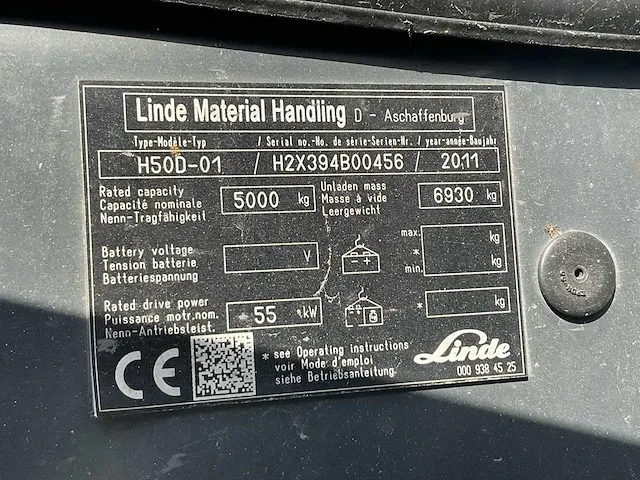 Linde Material Handling D - Aschaffenburg
Type-Modèle-Typ / Serial no.-No. de série-Serien-Nr. / year-année-Baujahr
H50D-01 / H2X394B00456 / 2011
Rated capacity
Capacité nominale
Nenn-Tragfähigkeit
5000 kg
Unladen mass
Masse à vide
Leergewicht
6930 kg
Battery voltage
Tension batterie
Batteriespannung
V
max. kg
*
min. kg
Rated drive power
Puissance motr.nom.
Nenn-Antriebsleist.
55 kW
* kg
CE
* see Operating instructions
voir Mode d'emploi
siehe Betriebsanleitung.
Linde
000 938 45 25